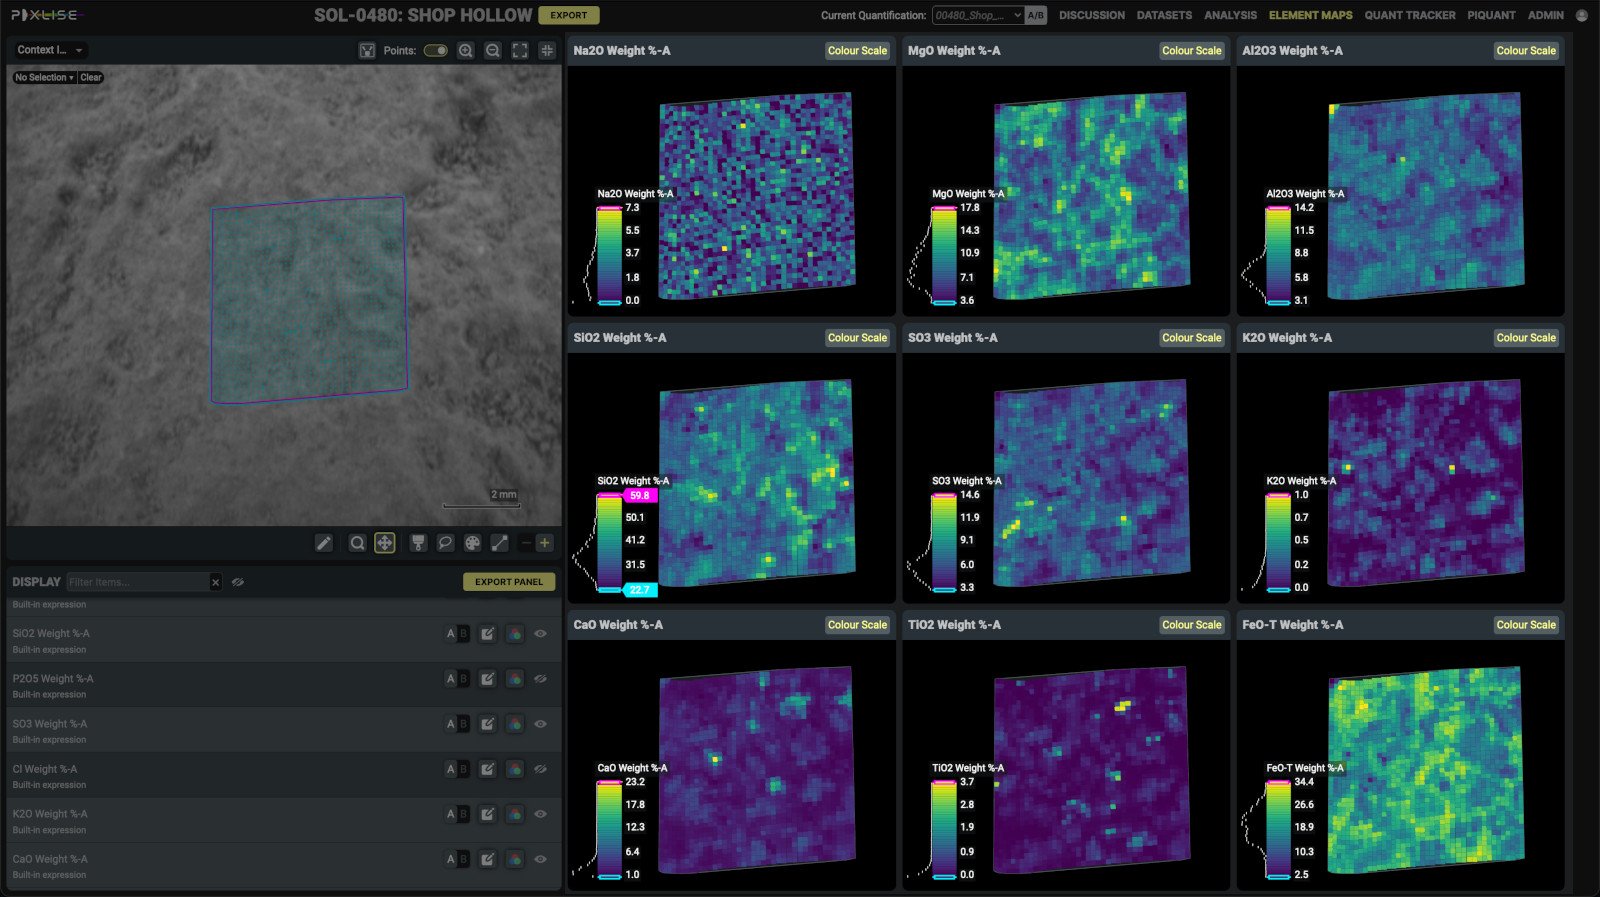 PIXLISE
SOL-0480: SHOP HOLLOW
EXPORT
Current Quantification:
00480_Shop_...
A/B
DISCUSSION
DATASETS
ANALYSIS
ELEMENT MAPS
QUANT TRACKER
PIQUANT
ADMIN
Context I...
Points:
No Selection
Clear
2 mm
DISPLAY
Filter Items...
EXPORT PANEL
Built-in expression
SiO2 Weight %-A
A B
Built-in expression
P2O5 Weight %-A
A B
Built-in expression
SO3 Weight %-A
A B
Built-in expression
Cl Weight %-A
A B
Built-in expression
K2O Weight %-A
A B
Built-in expression
CaO Weight %-A
A B
Built-in expression
Na2O Weight %-A
Colour Scale
Na2O Weight %-A
7.3
5.5
3.7
1.8
0.0
MgO Weight %-A
Colour Scale
MgO Weight %-A
17.8
14.3
10.9
7.1
3.6
Al2O3 Weight %-A
Colour Scale
Al2O3 Weight %-A
14.2
11.5
8.8
5.8
3.1
SiO2 Weight %-A
Colour Scale
SiO2 Weight %-A
59.8
50.1
41.2
31.5
22.7
SO3 Weight %-A
Colour Scale
SO3 Weight %-A
14.6
11.9
9.1
6.0
3.3
K2O Weight %-A
Colour Scale
K2O Weight %-A
1.0
0.7
0.5
0.2
0.0
CaO Weight %-A
Colour Scale
CaO Weight %-A
23.2
17.8
12.3
6.4
1.0
TiO2 Weight %-A
Colour Scale
TiO2 Weight %-A
3.7
2.8
1.9
0.9
0.0
FeO-T Weight %-A
Colour Scale
FeO-T Weight %-A
34.4
26.6
18.9
10.3
2.5